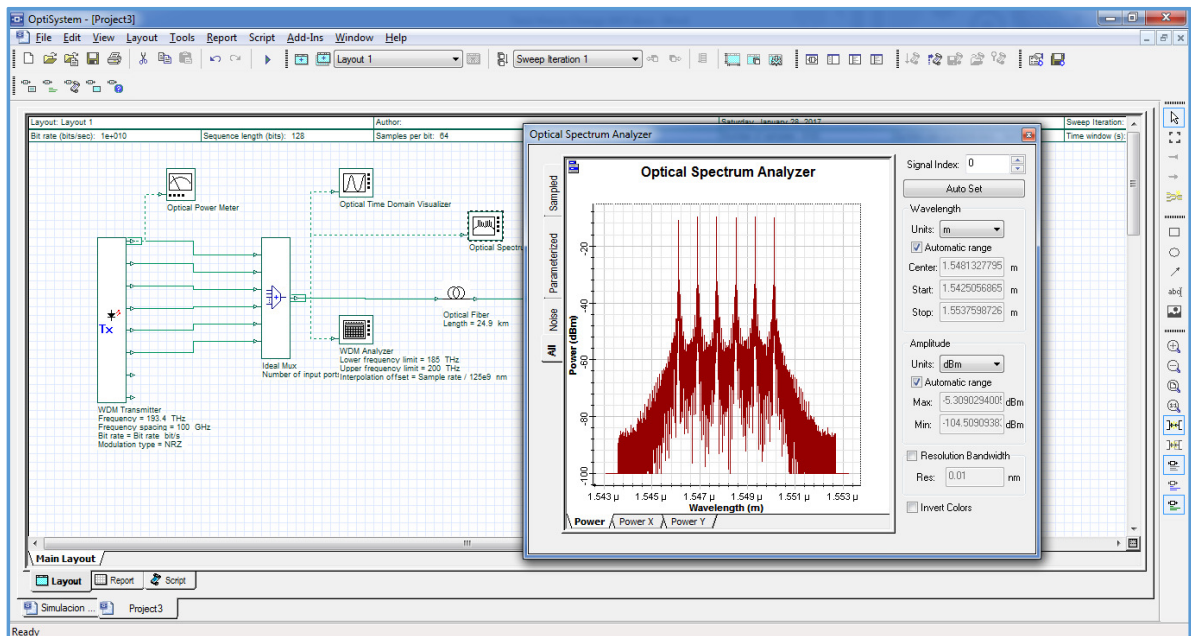 OptiSystem - [Project3]
File Edit View Layout Tools Report Script Add-Ins Window Help
Layout 1
Sweep Iteration 1
Layout: Layout 1
Author:
Saturday, January 28, 2017
Sweep Iteration:
Bit rate (bits/sec): 1e+010
Sequence length (bits): 128
Samples per bit: 64
Time window (s):
Optical Power Meter
Optical Time Domain Visualizer
Optical Spectru
Tx
WDM Transmitter
Frequency = 193.4 THz
Frequency spacing = 100 GHz
Bit rate = Bit rate bit/s
Modulation type = NRZ
Ideal Mux
Number of input ports
WDM Analyzer
Lower frequency limit = 185 THz
Upper frequency limit = 200 THz
Interpolation offset = Sample rate / 125e9 nm
Optical Fiber
Length = 24.9 km
Optical Spectrum Analyzer
Sampled
Parameterized
Noise
All
Optical Spectrum Analyzer
Power (dBm)
-20
-40
-60
-80
-100
1.543 µ 1.545 µ 1.547 µ 1.549 µ 1.551 µ 1.553 µ
Wavelength (m)
Power Power X Power Y
Signal Index: 0
Auto Set
Wavelength
Units: m
Automatic range
Center: 1.5481327795 m
Start: 1.5425056865 m
Stop: 1.5537598726 m
Amplitude
Units: dBm
Automatic range
Max: -5.3090294005 dBm
Min: -104.50909383 dBm
Resolution Bandwidth
Res: 0.01 nm
Invert Colors
abc
Main Layout
Layout Report Script
Simulacion ... Project3
Ready